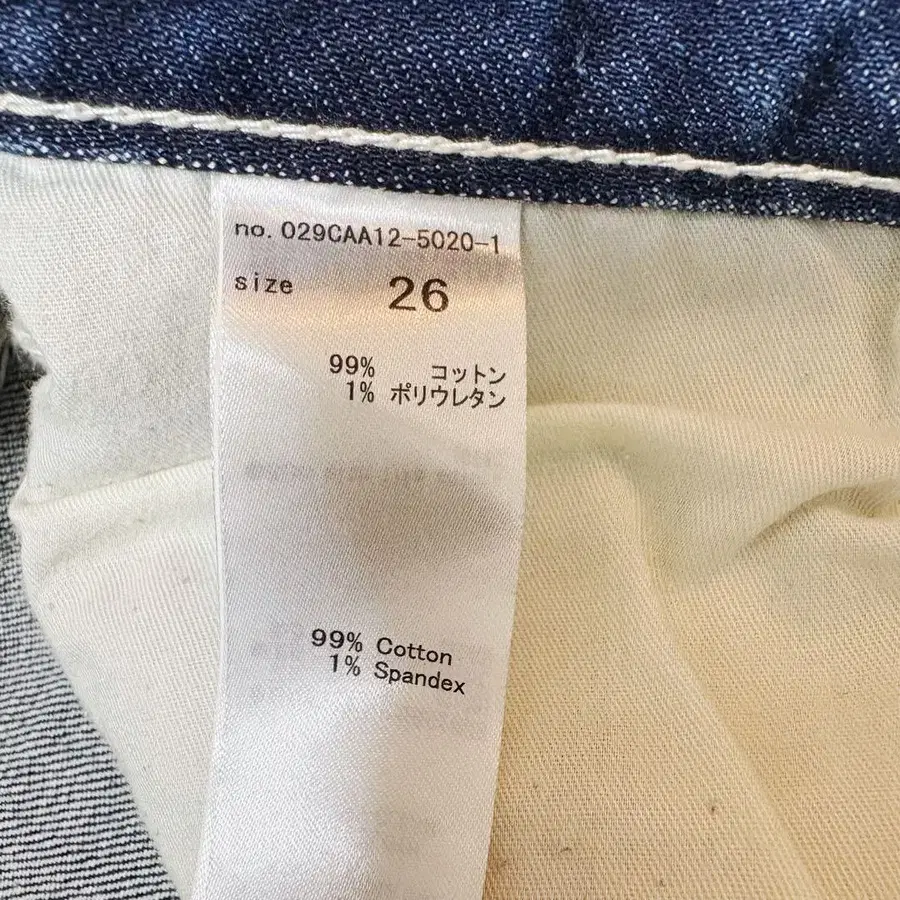 no. 029CAA12-5020-1
size 26
99% コットン
1% ポリウレタン
99% Cotton
1% Spandex